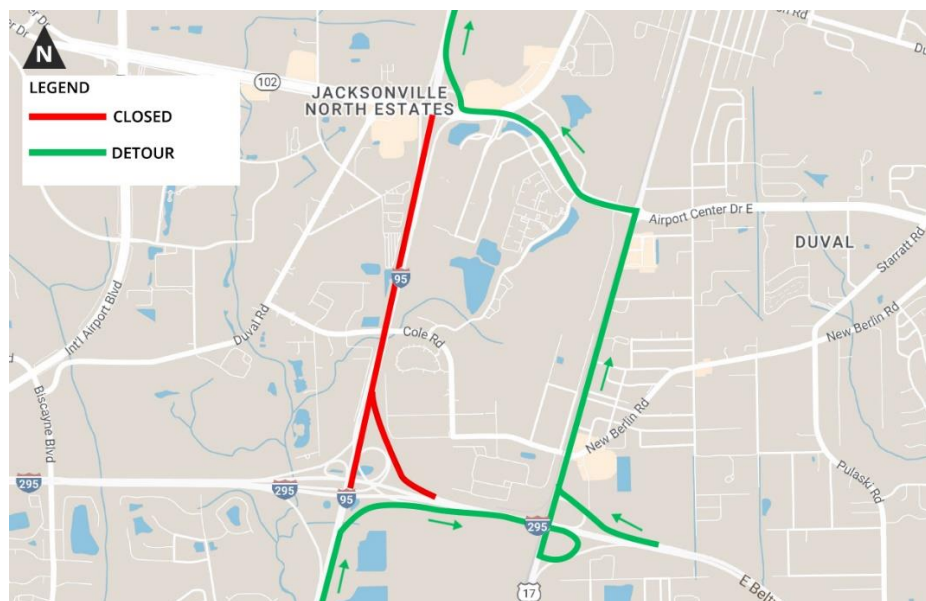 N
LEGEND
CLOSED
DETOUR
102
JACKSONVILLE
NORTH ESTATES
Airport Center Dr E
DUVAL
Starratt Rd
95
Int'l Airport Blvd
Duval Rd
Cole Rd
New Berlin Rd
Biscayne Blvd
New Berlin Rd
Pulaski Rd
295
295
95
295
17
E Belt